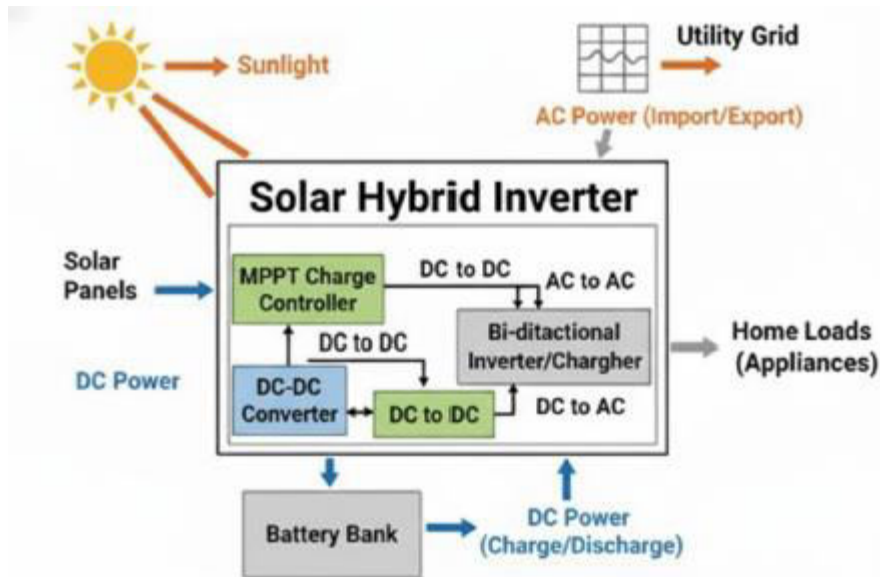 Utility Grid
Sunlight
AC Power (Import/Export)
Solar Hybrid Inverter
Solar
Panels
MPPT Charge
Controller
DC to DC
AC to AC
Bi-ditactional
Inverter/Chargher
DC to DC
Home Loads
(Appliances)
DC Power
DC-DC
Converter
DC to IDC
DC to AC
Battery Bank
DC Power
(Charge/Discharge)